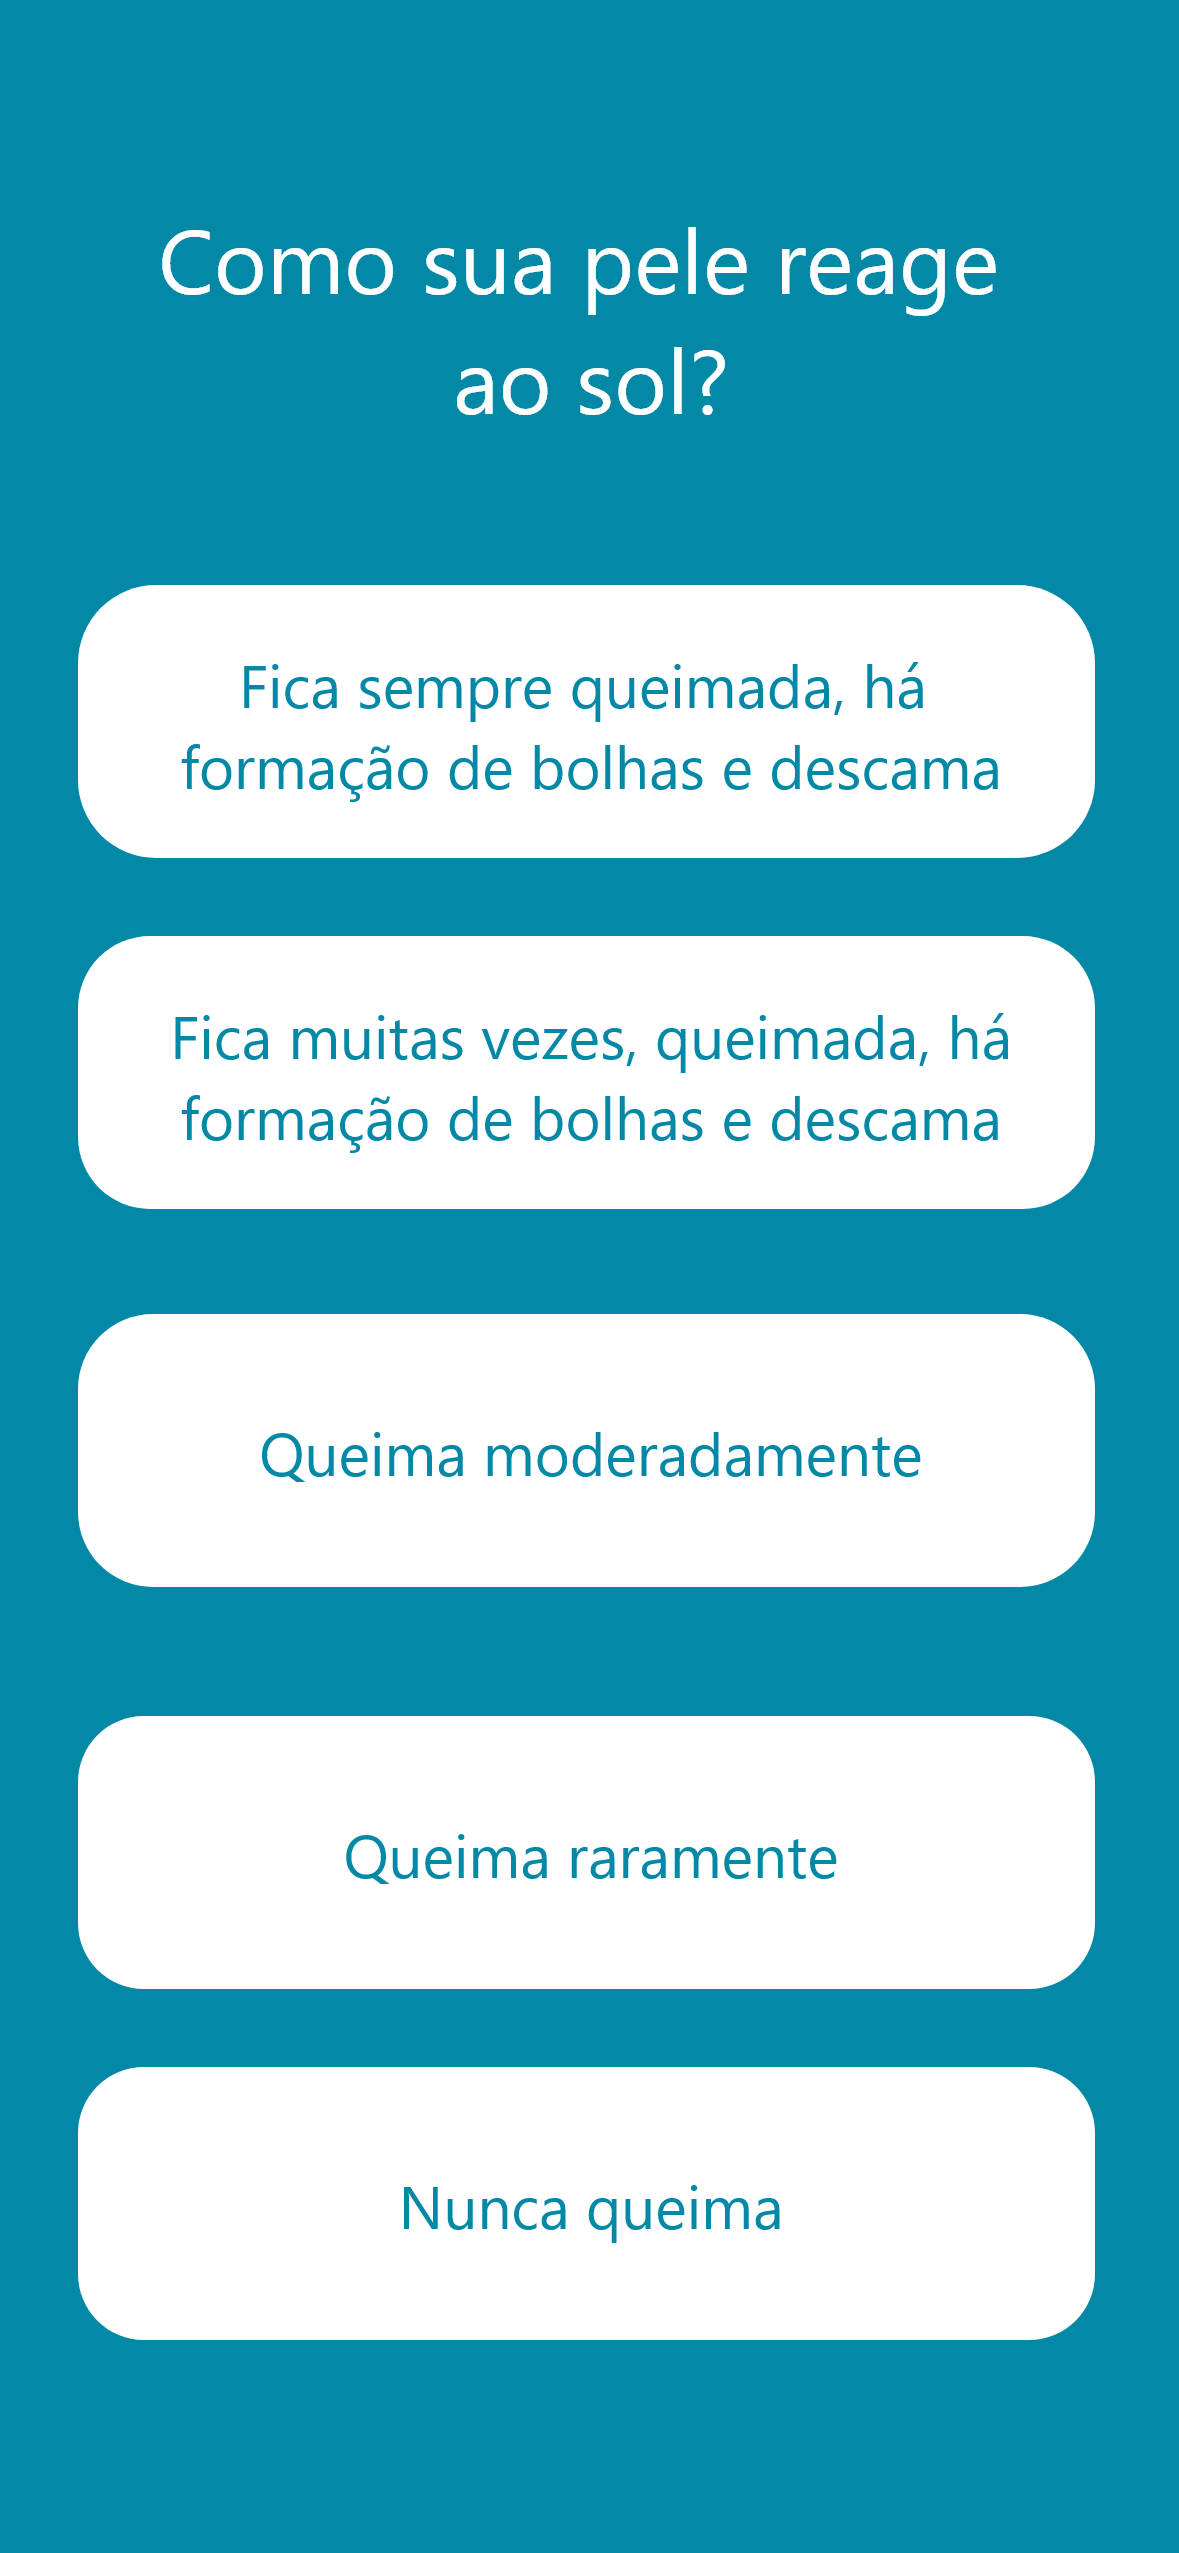 Como sua pele reage
ao sol?
Fica sempre queimada, há
formação de bolhas e descama
Fica muitas vezes, queimada, há
formação de bolhas e descama
Queima moderadamente
Queima raramente
Nunca queima